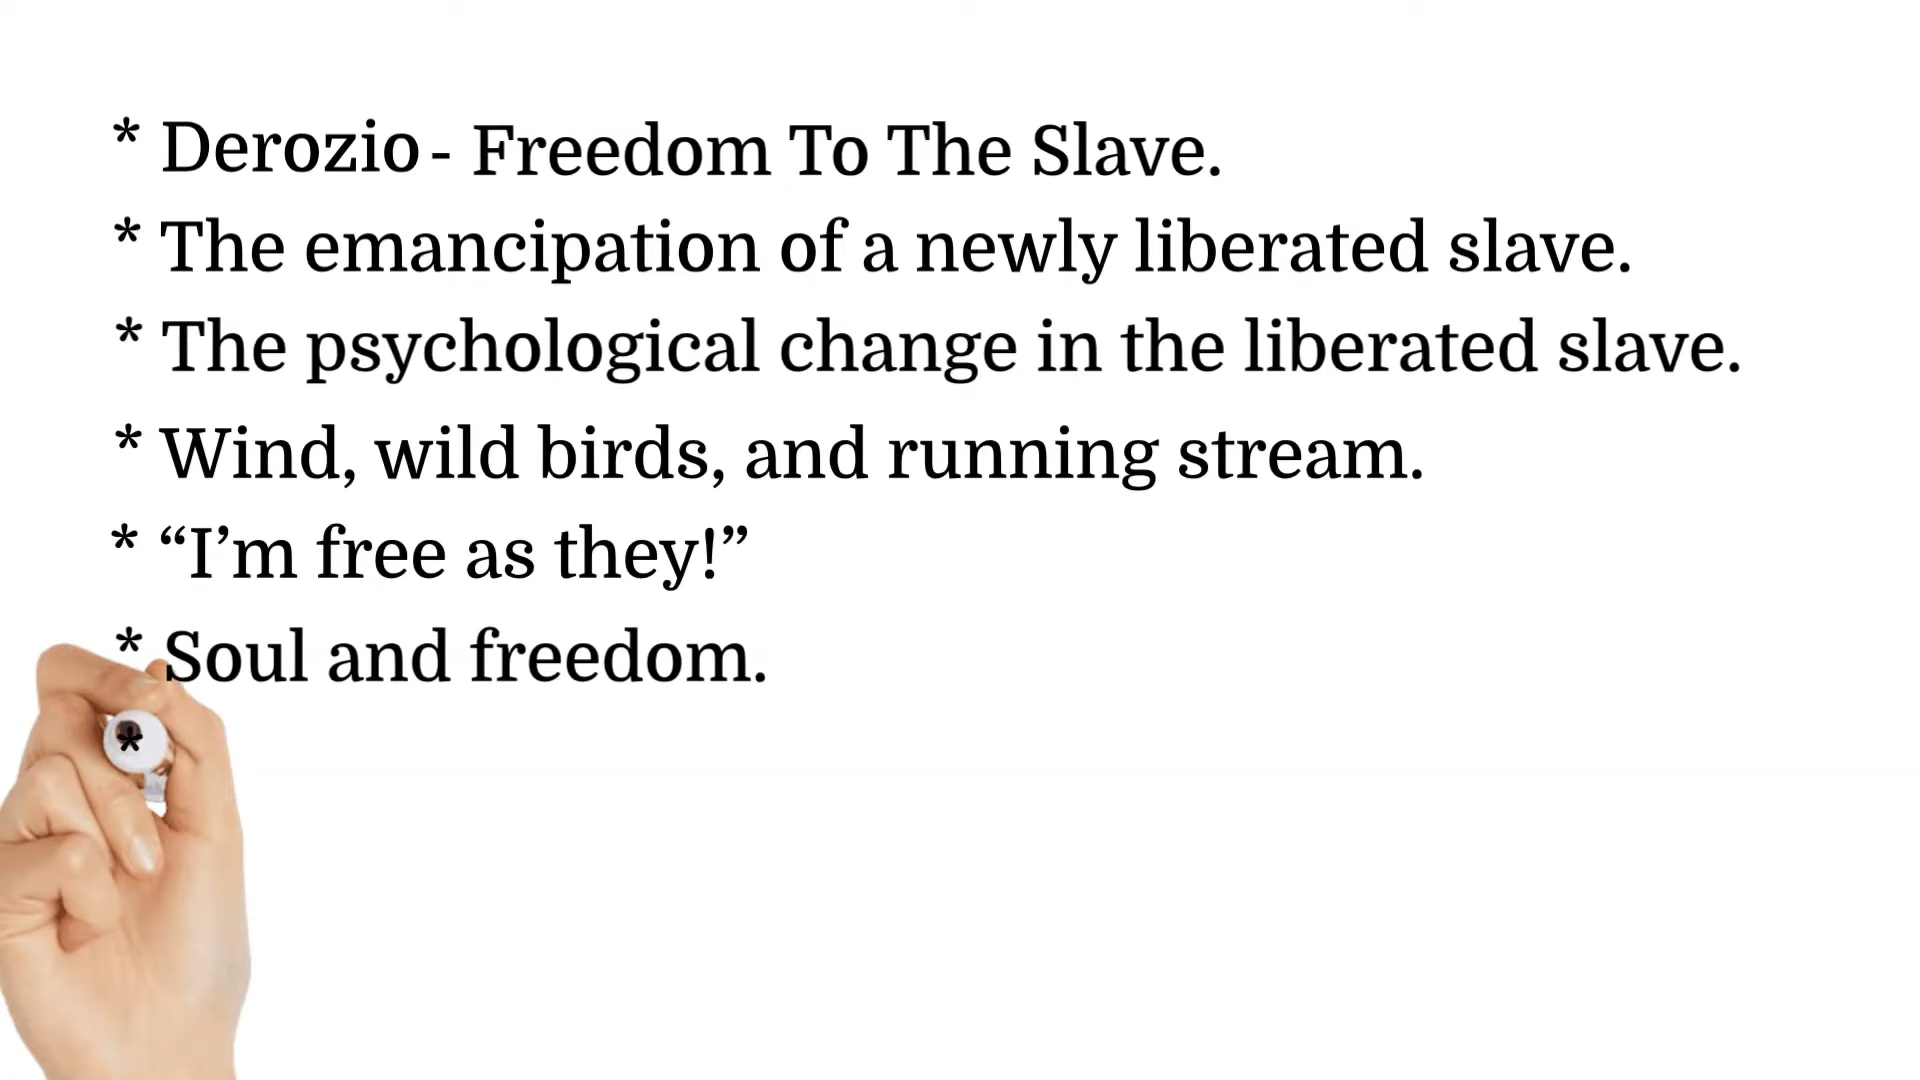 * Derozio - Freedom To The Slave.
* The emancipation of a newly liberated slave.
* The psychological change in the liberated slave.
* Wind, wild birds, and running stream.
* “I’m free as they!”
* Soul and freedom.
*